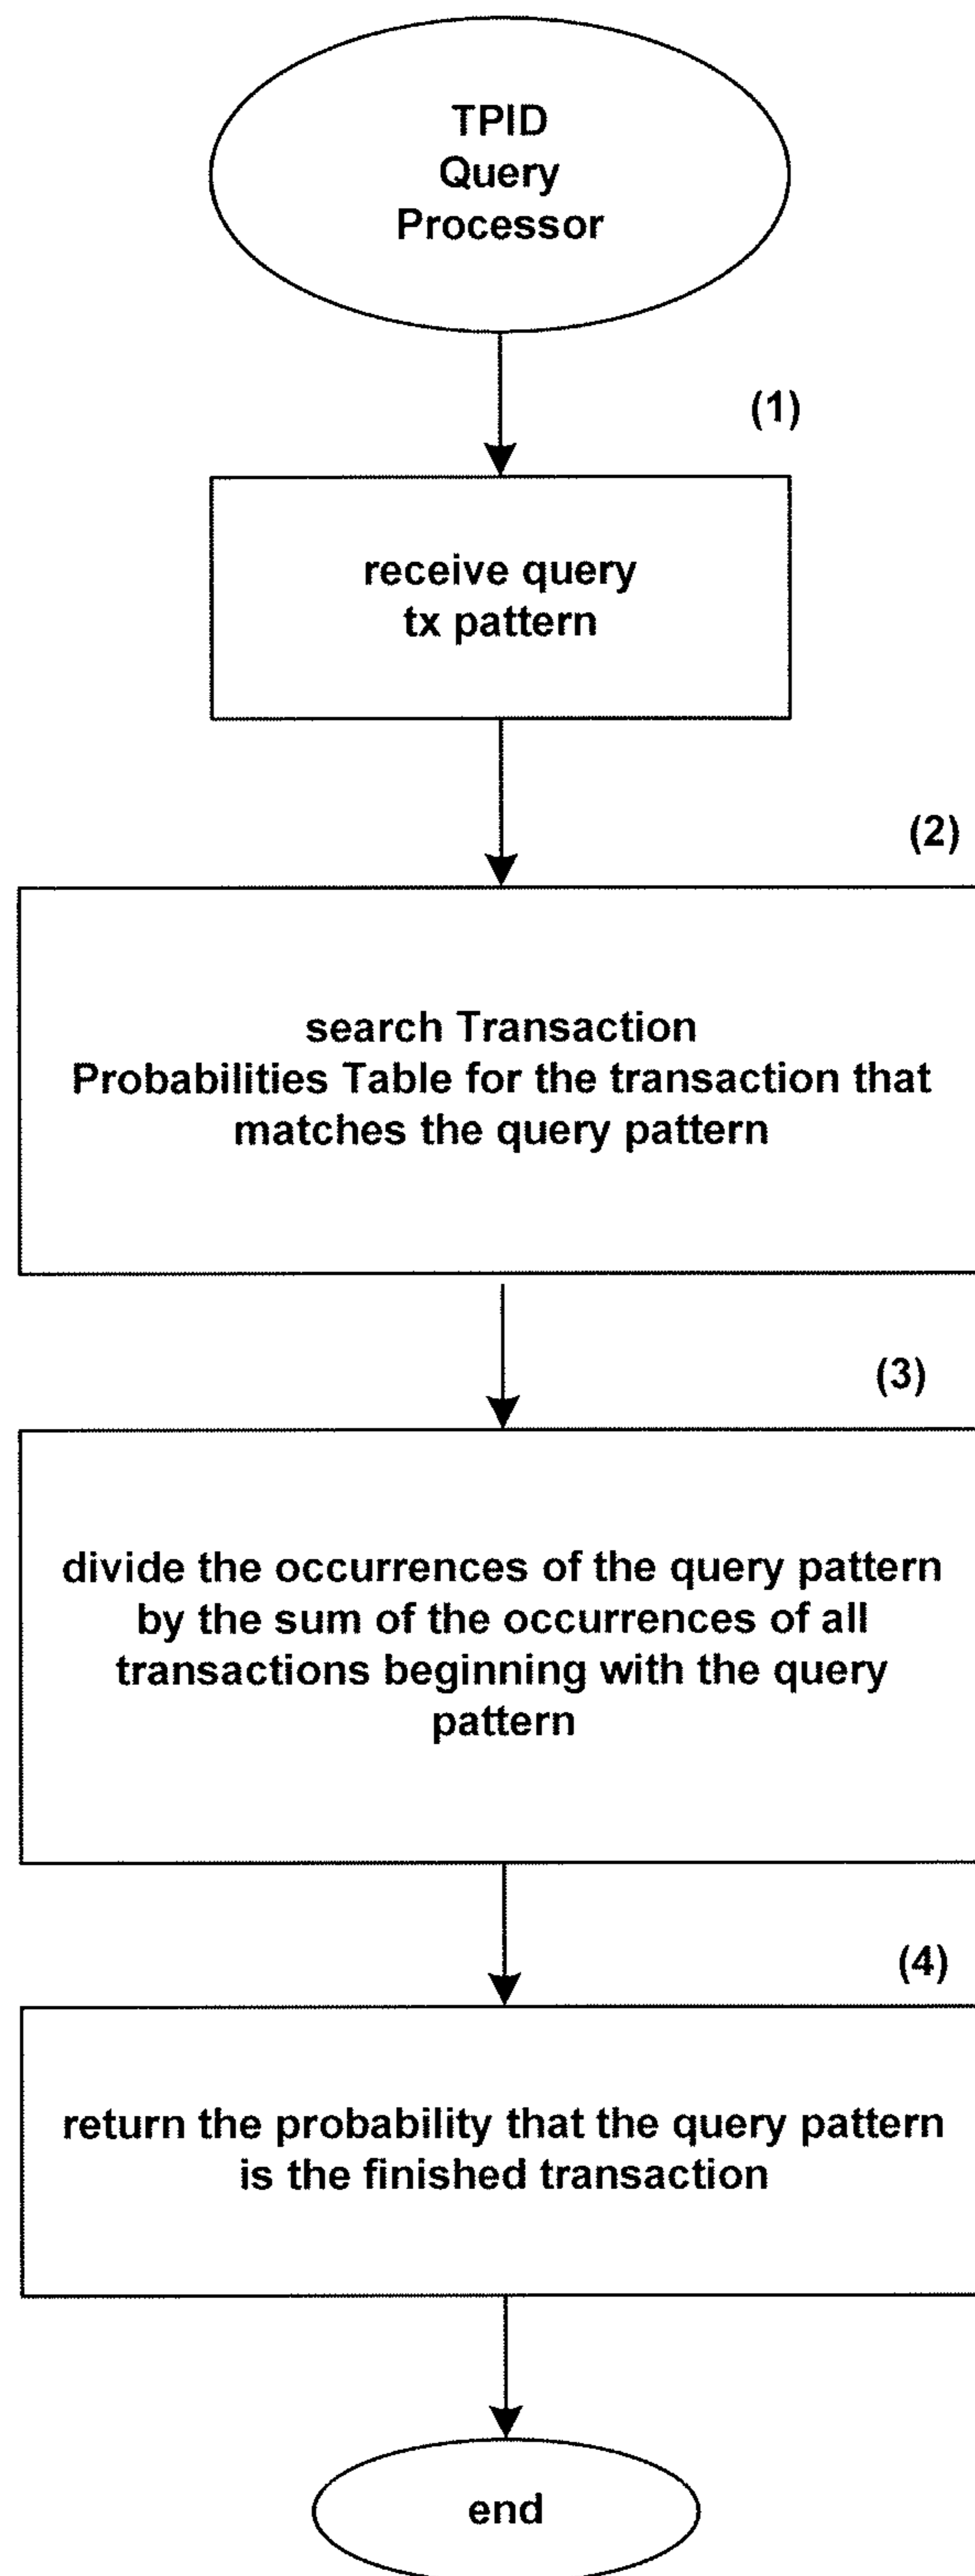 TPID
Query
Processor
(1)
receive query
tx pattern
(2)
search Transaction
Probabilities Table for the transaction that
matches the query pattern
(3)
divide the occurrences of the query pattern
by the sum of the occurrences of all
transactions beginning with the query
pattern
(4)
return the probability that the query pattern
is the finished transaction
end